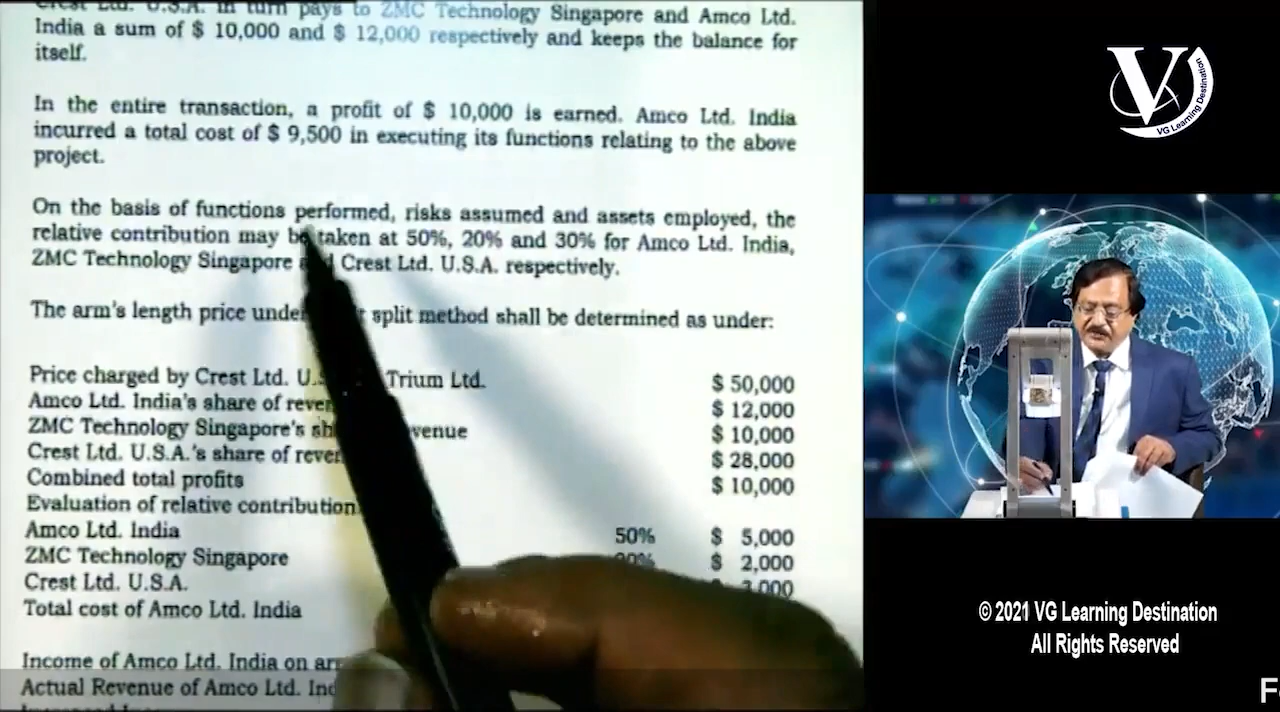 Crest Ltd. U.S.A. in turn pays to ZMC Technology Singapore and Amco Ltd.
India a sum of $ 10,000 and $ 12,000 respectively and keeps the balance for
itself.
In the entire transaction, a profit of $ 10,000 is earned. Amco Ltd. India
incurred a total cost of $ 9,500 in executing its functions relating to the above
project.
On the basis of functions performed, risks assumed and assets employed, the
relative contribution may be taken at 50%, 20% and 30% for Amco Ltd. India,
ZMC Technology Singapore Crest Ltd. U.S.A. respectively.
The arm's length price split method shall be determined as under:
Price charged by Crest Ltd. Trium Ltd. $ 50,000
Amco Ltd. India's share of $ 12,000
ZMC Technology Singapore's $ 10,000
Crest Ltd. U.S.A.'s share of $ 28,000
Combined total profits $ 10,000
Evaluation of relative contribution
Amco Ltd. India 50% $ 5,000
ZMC Technology Singapore 20% $ 2,000
Crest Ltd. U.S.A.
Total cost of Amco Ltd. India
Income of Amco Ltd. India on
Actual Revenue of Amco Ltd.
V
VG Learning Destination
© 2021 VG Learning Destination
All Rights Reserved